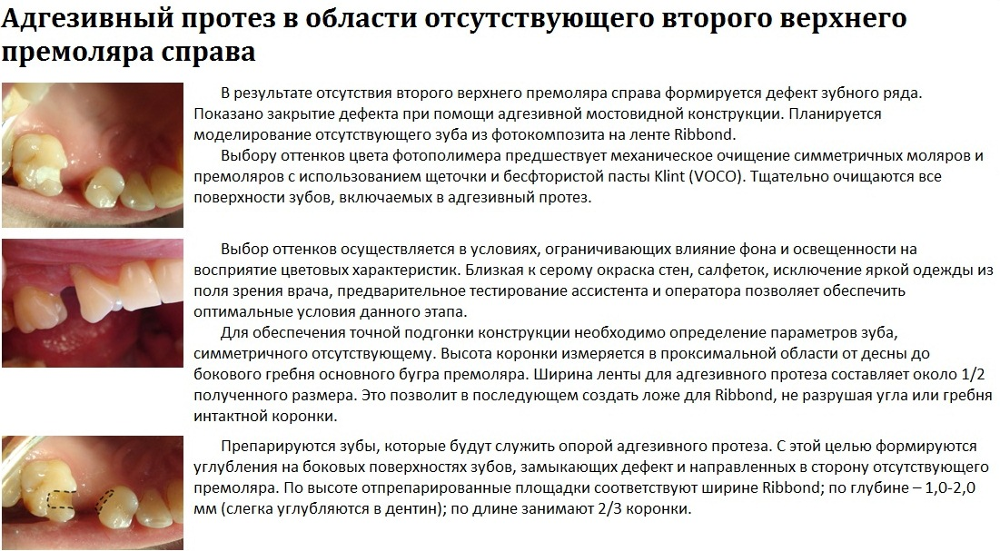 Адгезивный протез в области отсутствующего второго верхнего
премоляра справа
В результате отсутствия второго верхнего премоляра справа формируется дефект зубного ряда.
Показано закрытие дефекта при помощи адгезивной мостовидной конструкции. Планируется
моделирование отсутствующего зуба из фотокомпозита на ленте Ribbond.
Выбору оттенков цвета фотополимера предшествует механическое очищение симметричных моляров и
премоляров с использованием щеточки и бесфтористой пасты Klint (VOCO). Тщательно очищаются все
поверхности зубов, включаемых в адгезивный протез.
Выбор оттенков осуществляется в условиях, ограничивающих влияние фона и освещенности на
восприятие цветовых характеристик. Близкая к серому окраска стен, салфеток, исключение яркой одежды из
поля зрения врача, предварительное тестирование ассистента и оператора позволяет обеспечить
оптимальные условия данного этапа.
Для обеспечения точной подгонки конструкции необходимо определение параметров зуба,
симметричного отсутствующему. Высота коронки измеряется в проксимальной области от десны до
бокового гребня основного бугра премоляра. Ширина ленты для адгезивного протеза составляет около 1/2
полученного размера. Это позволит в последующем создать ложе для Ribbond, не разрушая угла или гребня
интактной коронки.
Препарируются зубы, которые будут служить опорой адгезивного протеза. С этой целью формируются
углубления на боковых поверхностях зубов, замыкающих дефект и направленных в сторону отсутствующего
премоляра. По высоте отпрепарированные площадки соответствуют ширине Ribbond; по глубине – 1,0-2,0
мм (слегка углубляются в дентин); по длине занимают 2/3 коронки.